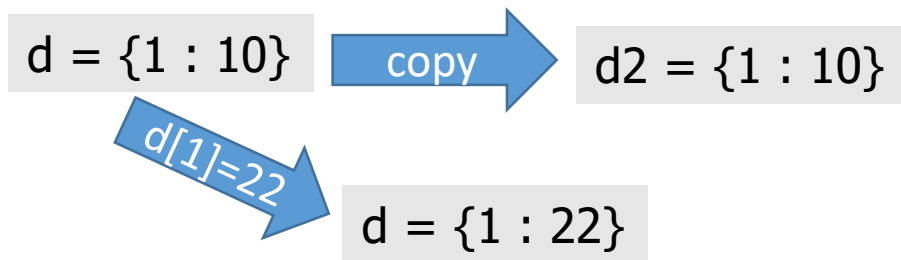 d = {1 : 10}
copy
d2 = {1 : 10}
d[1]=22
d = {1 : 22}